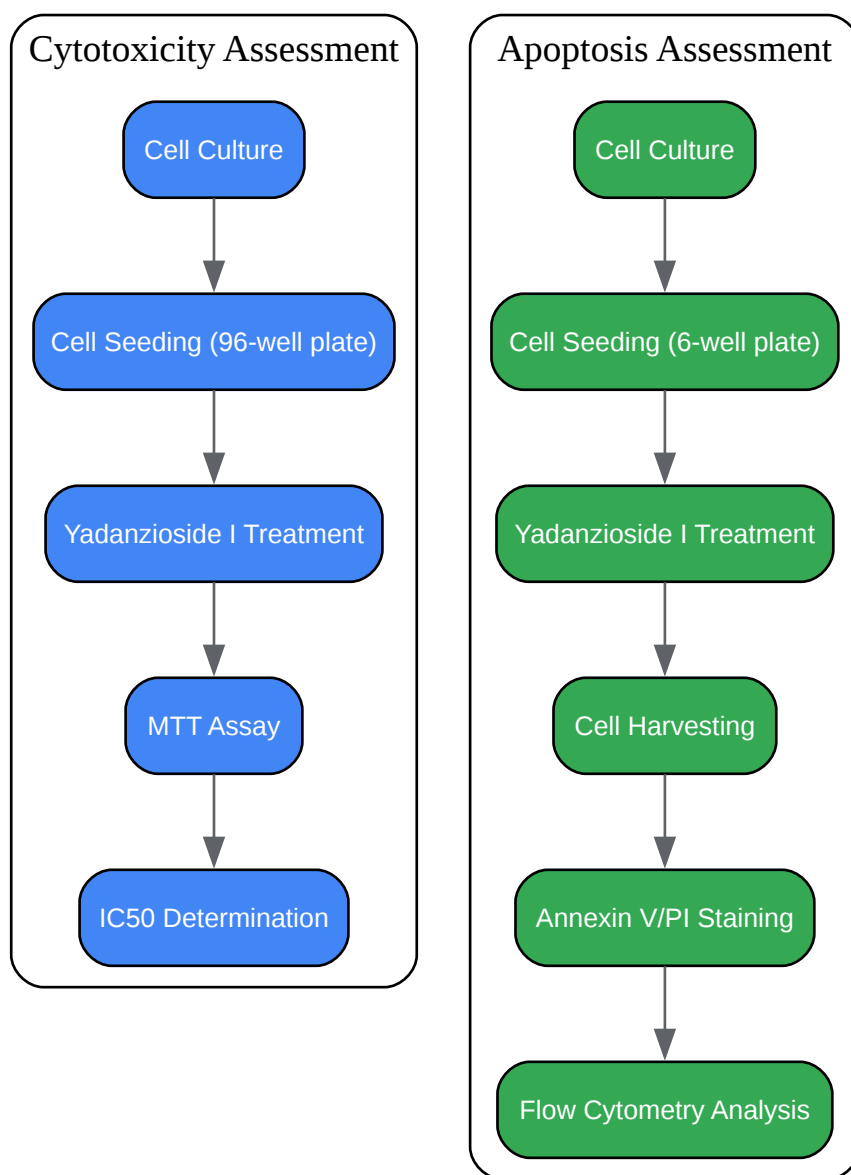 Cytotoxicity Assessment
Cell Culture
Cell Seeding (96-well plate)
Yadanzioside I Treatment
MTT Assay
IC50 Determination
Apoptosis Assessment
Cell Culture
Cell Seeding (6-well plate)
Yadanzioside I Treatment
Cell Harvesting
Annexin V/PI Staining
Flow Cytometry Analysis